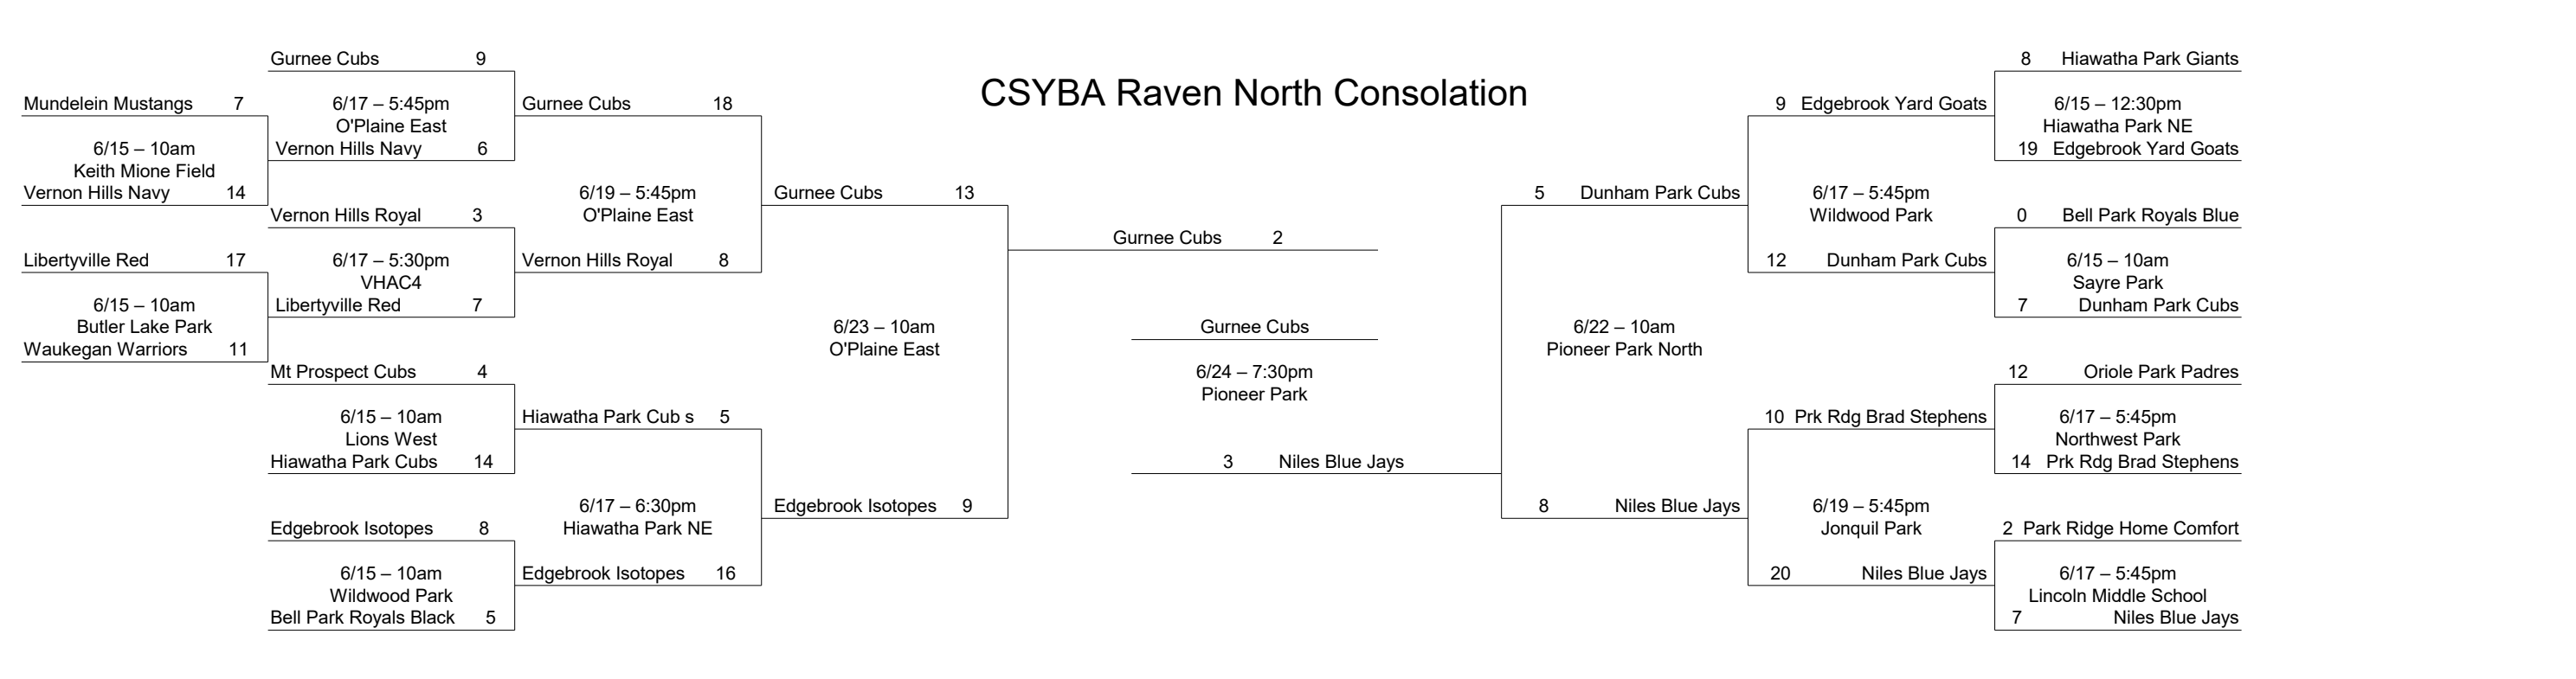 CSYBA Raven North Consolation
Mundelein Mustangs 7
6/15 – 10am
Keith Mione Field
Vernon Hills Navy 14
Libertyville Red 17
6/15 – 10am
Butler Lake Park
Waukegan Warriors 11
Gurnee Cubs 9
6/17 – 5:45pm
O'Plaine East
Vernon Hills Navy 6
Vernon Hills Royal 3
6/17 – 5:30pm
VHAC4
Libertyville Red 7
Mt Prospect Cubs 4
6/15 – 10am
Lions West
Hiawatha Park Cubs 14
Edgebrook Isotopes 8
6/15 – 10am
Wildwood Park
Bell Park Royals Black 5
Gurnee Cubs 18
6/19 – 5:45pm
O'Plaine East
Vernon Hills Royal 8
Hiawatha Park Cub s 5
6/17 – 6:30pm
Hiawatha Park NE
Edgebrook Isotopes 16
Gurnee Cubs 13
6/23 – 10am
O'Plaine East
Edgebrook Isotopes 9
Gurnee Cubs 2
Gurnee Cubs
6/24 – 7:30pm
Pioneer Park
3 Niles Blue Jays
5 Dunham Park Cubs
6/22 – 10am
Pioneer Park North
8 Niles Blue Jays
9 Edgebrook Yard Goats
6/17 – 5:45pm
Wildwood Park
12 Dunham Park Cubs
10 Prk Rdg Brad Stephens
6/19 – 5:45pm
Jonquil Park
20 Niles Blue Jays
8 Hiawatha Park Giants
6/15 – 12:30pm
Hiawatha Park NE
19 Edgebrook Yard Goats
0 Bell Park Royals Blue
6/15 – 10am
Sayre Park
7 Dunham Park Cubs
12 Oriole Park Padres
6/17 – 5:45pm
Northwest Park
14 Prk Rdg Brad Stephens
2 Park Ridge Home Comfort
6/17 – 5:45pm
Lincoln Middle School
7 Niles Blue Jays